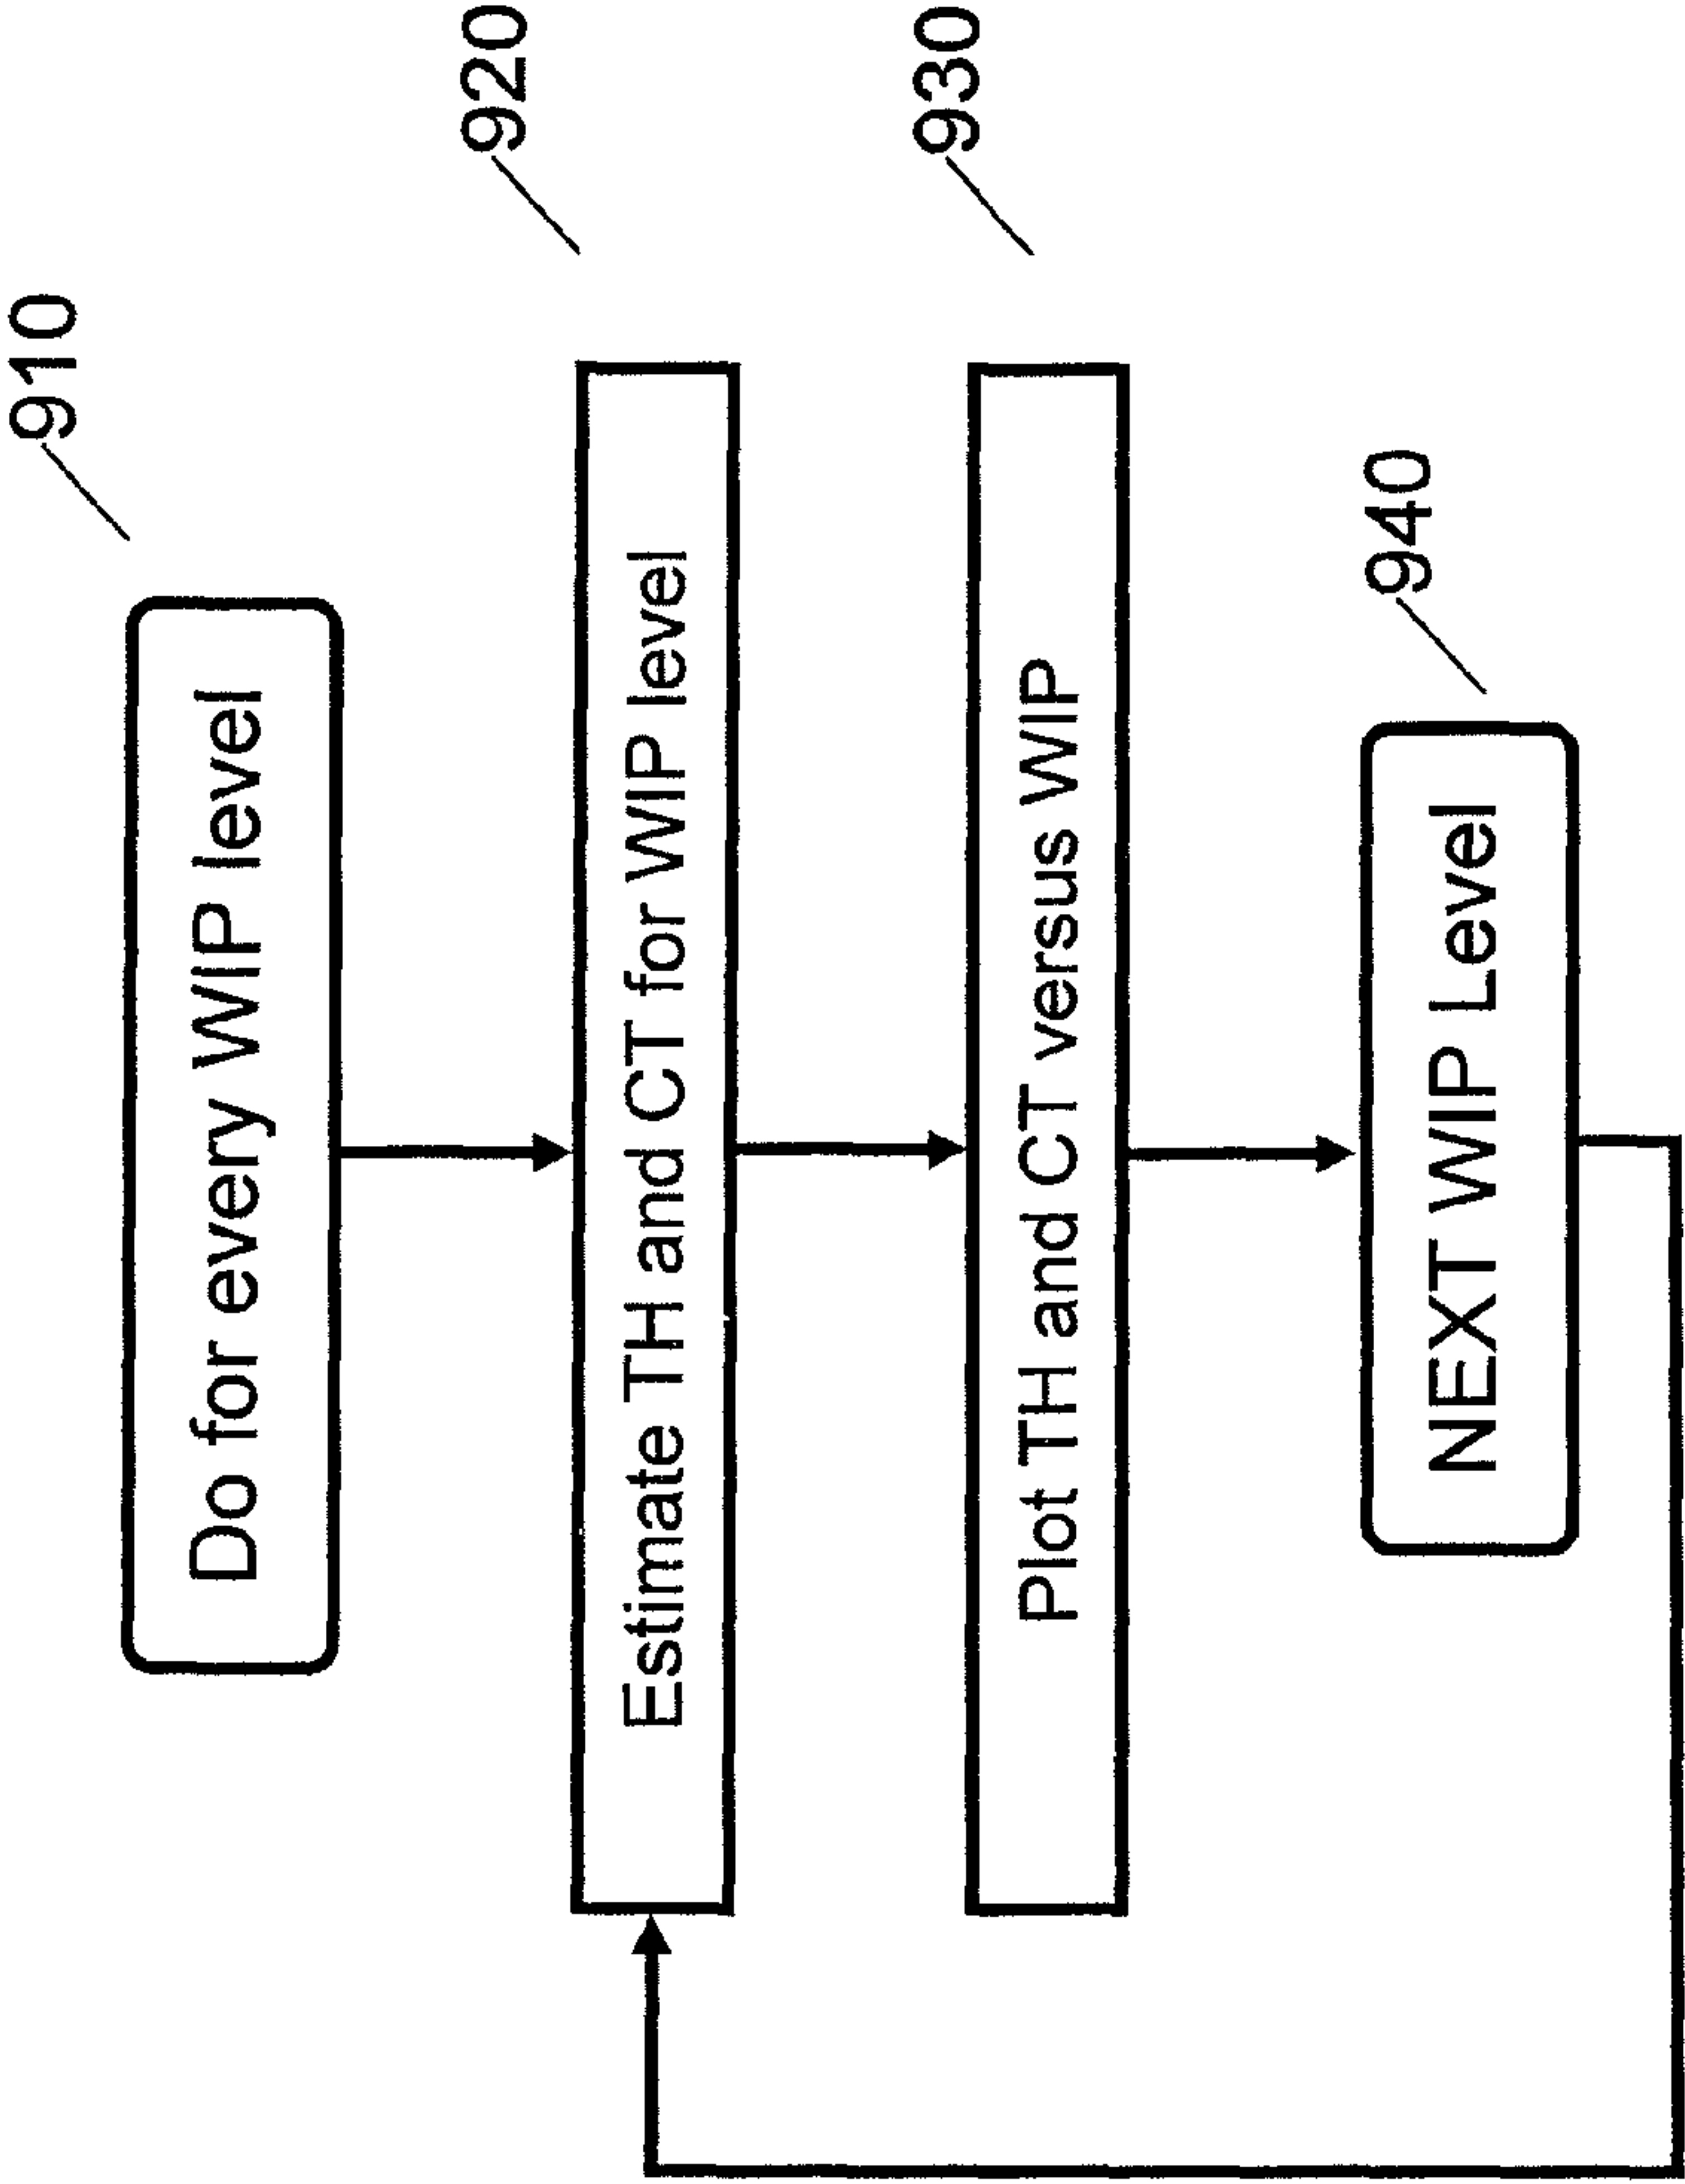 910
Do for every WIP level
920
Estimate TH and CT for WIP level
930
Plot TH and CT versus WIP
940
NEXT WIP Level